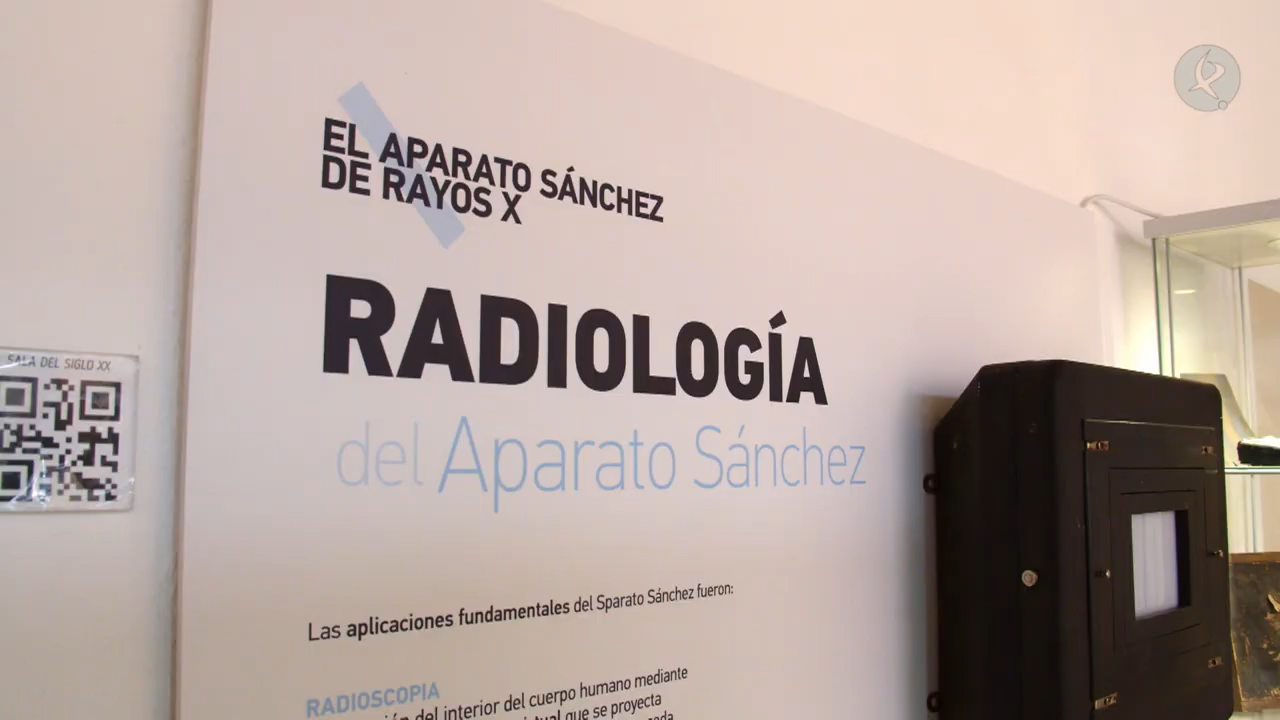 EL APARATO SÁNCHEZ
DE RAYOS X
RADIOLOGÍA
del Aparato Sánchez
SALA DEL SIGLO XX
Las aplicaciones fundamentales del Sparato Sánchez fueron:
RADIOSCOPIA
del interior del cuerpo humano mediante
que se proyecta